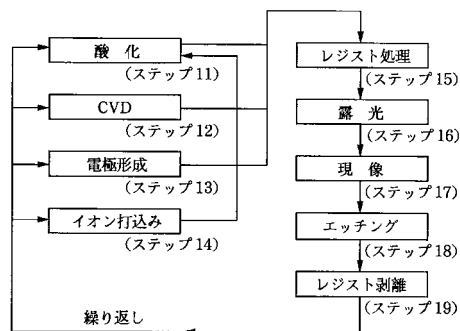 酸 化
(ステップ11)
CVD
(ステップ12)
電極形成
(ステップ13)
イオン打込み
(ステップ14)
繰り返し
レジスト処理
(ステップ15)
露 光
(ステップ16)
現 像
(ステップ17)
エッチング
(ステップ18)
レジスト剥離
(ステップ19)